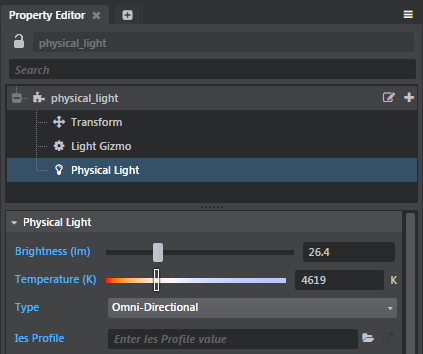 Property Editor
physical_light
Search
physical_light
Transform
Light Gizmo
Physical Light
Physical Light
Brightness (lm) 26.4
Temperature (K) 4619 K
Type Omni-Directional
Ies Profile Enter Ies Profile value